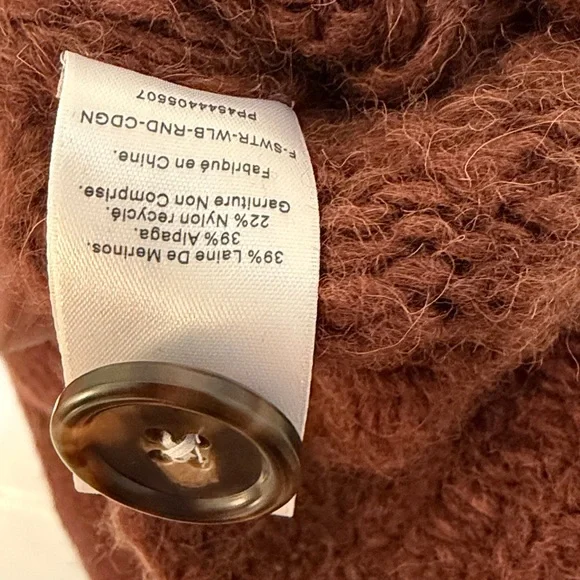 39% Laine De Merinos.
39% Alpaga.
22% Nylon recyclé.
Garniture Non Comprise.
Fabriqué en Chine.
F-SWTR-WLB-RND-CDGN
PP4644405507